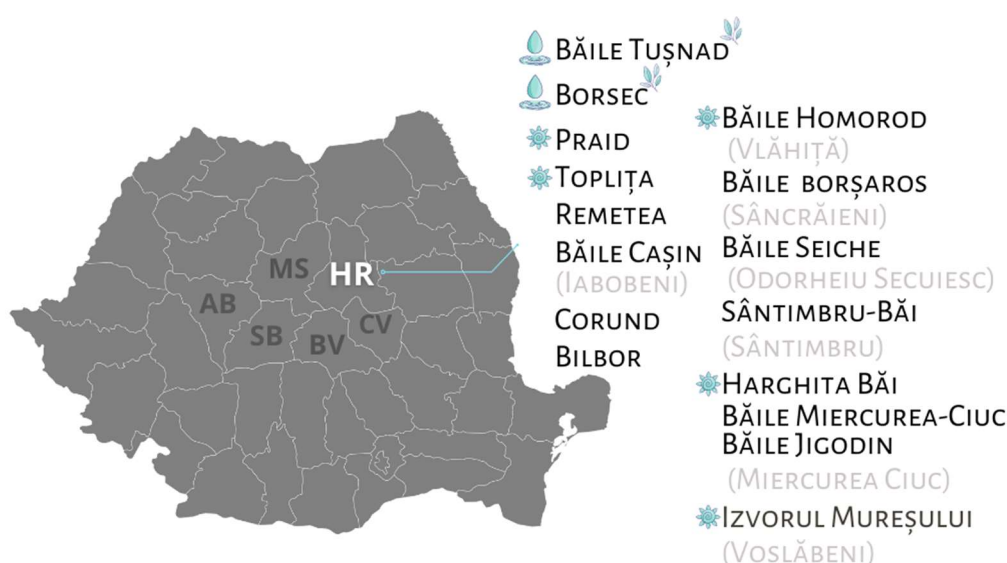 BĂILE TUȘNAD
BORSEC
PRAID
TOPLIȚA
REMETEA
BĂILE CAȘIN
(IABOBENI)
CORUND
BILBOR
BĂILE HOMOROD
(VLĂHIȚĂ)
BĂILE BORȘAROS
(SÂNCRĂIENI)
BĂILE SEICHE
(ODORHEIU SECUIESC)
SÂNTIMBRU-BĂI
(SÂNTIMBRU)
HARGHITA BĂI
BĂILE MIERCUREA-CIUC
BĂILE JIGODIN
(MIERCUREA CIUC)
IZVORUL MUREȘULUI
(VOSLĂBENI)
MS
HR
AB
SB
BV
CV